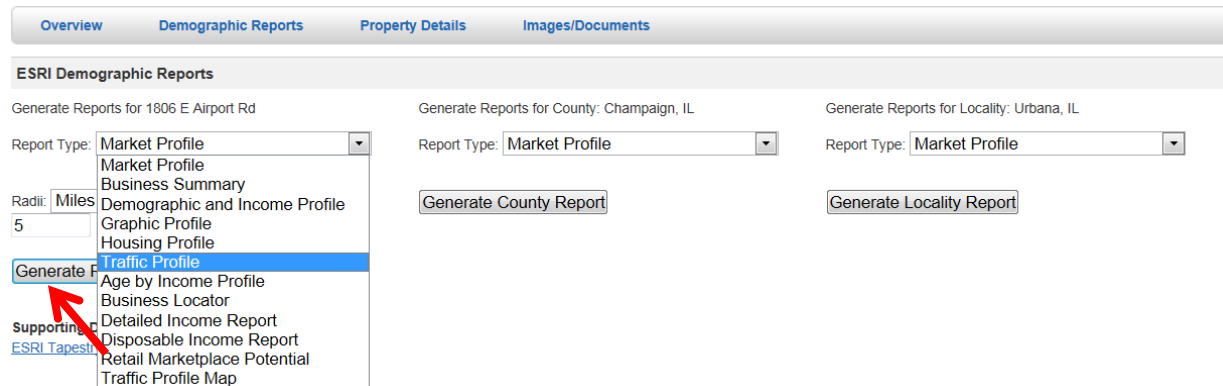 Overview Demographic Reports Property Details Images/Documents
ESRI Demographic Reports
Generate Reports for 1806 E Airport Rd
Report Type: Market Profile
Market Profile
Business Summary
Demographic and Income Profile
Graphic Profile
Housing Profile
Traffic Profile
Age by Income Profile
Business Locator
Detailed Income Report
Disposable Income Report
Retail Marketplace Potential
Traffic Profile Map
Radii: Miles
5
Generate
Supporting
ESRI
Generate Reports for County: Champaign, IL
Report Type: Market Profile
Generate County Report
Generate Reports for Locality: Urbana, IL
Report Type: Market Profile
Generate Locality Report